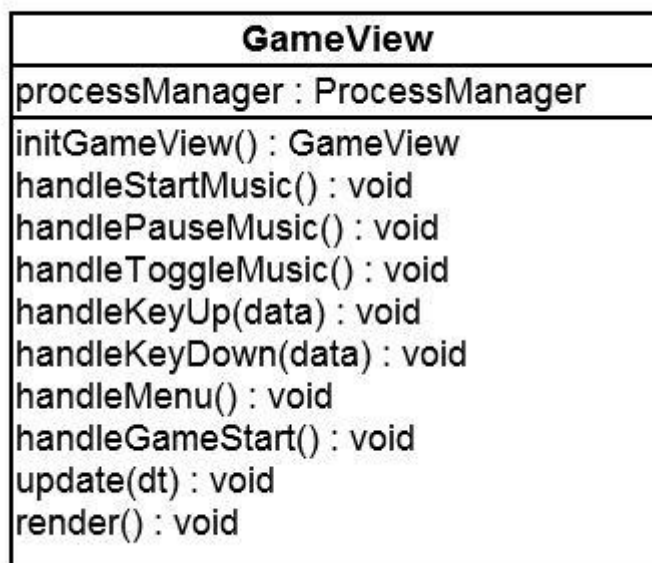 GameView
processManager : ProcessManager
initGameView() : GameView
handleStartMusic() : void
handlePauseMusic() : void
handleToggleMusic() : void
handleKeyUp(data) : void
handleKeyDown(data) : void
handleMenu() : void
handleGameStart() : void
update(dt) : void
render() : void